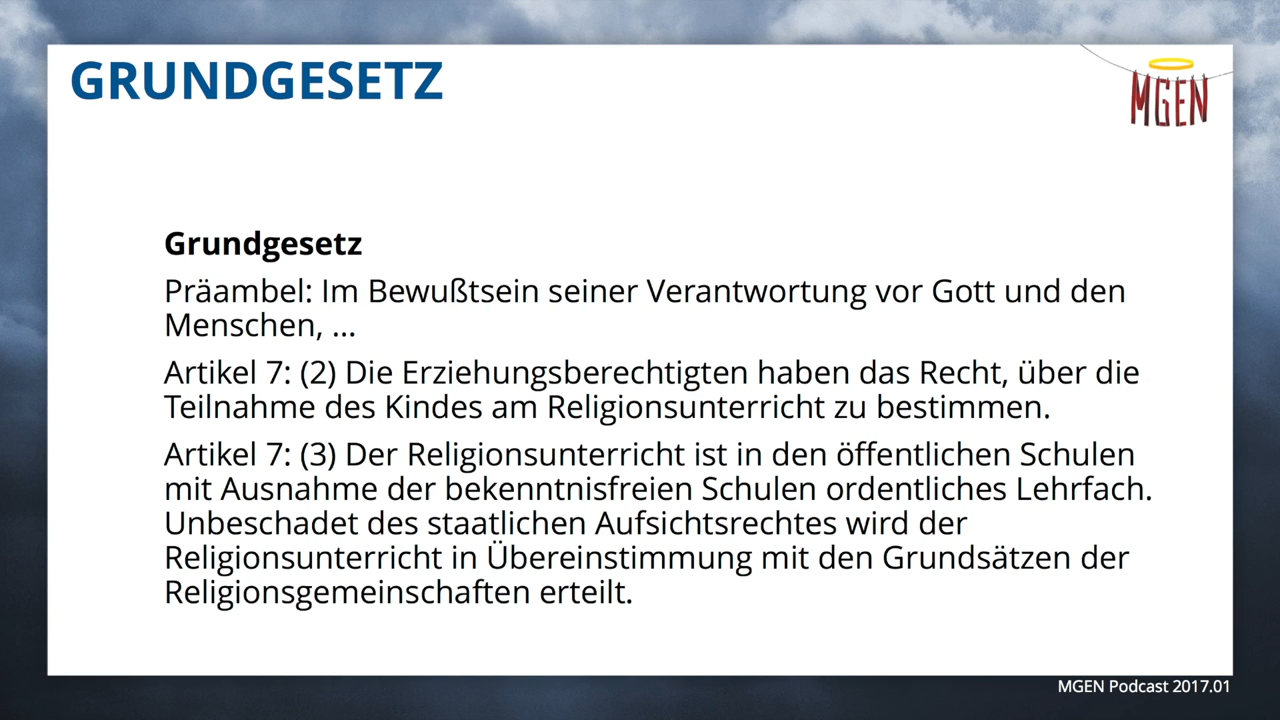 GRUNDGESETZ
MGEN
Grundgesetz
Präambel: Im Bewußtsein seiner Verantwortung vor Gott und den
Menschen, ...
Artikel 7: (2) Die Erziehungsberechtigten haben das Recht, über die
Teilnahme des Kindes am Religionsunterricht zu bestimmen.
Artikel 7: (3) Der Religionsunterricht ist in den öffentlichen Schulen
mit Ausnahme der bekenntnisfreien Schulen ordentliches Lehrfach.
Unbeschadet des staatlichen Aufsichtsrechtes wird der
Religionsunterricht in Übereinstimmung mit den Grundsätzen der
Religionsgemeinschaften erteilt.
MGEN Podcast 2017.01